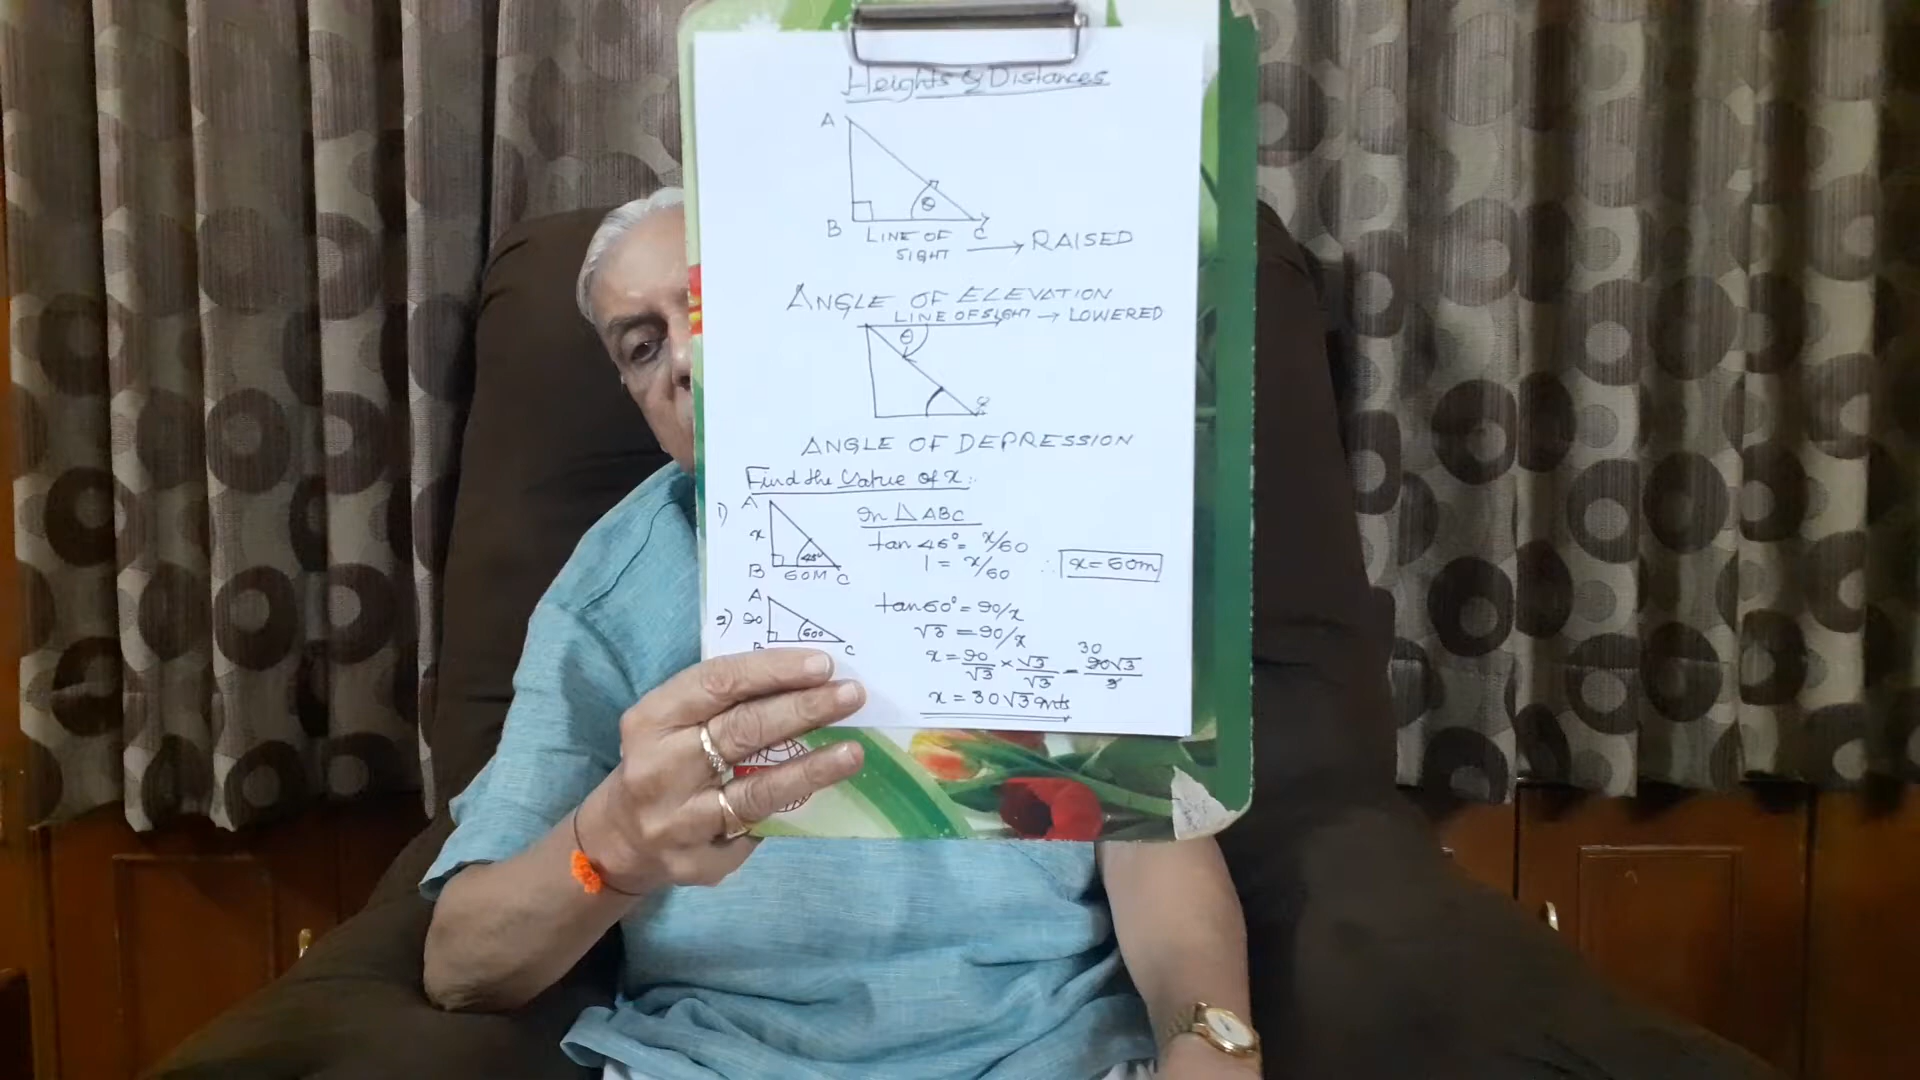 Heights & Distances
A
θ
B
LINE OF
SIGHT
C
→ RAISED
ANGLE OF ELEVATION
LINE OF SIGHT → LOWERED
θ
ANGLE OF DEPRESSION
Find the Value of x:
1) A
x
45°
B 60M C
In △ ABC
tan 45° = x/60
1 = x/60 ∴ x = 60m
2) A
90
60°
B C
tan 60° = 90/x
√3 = 90/x
x = 90/√3 × √3/√3 = 30 90√3/3
x = 30√3 mts